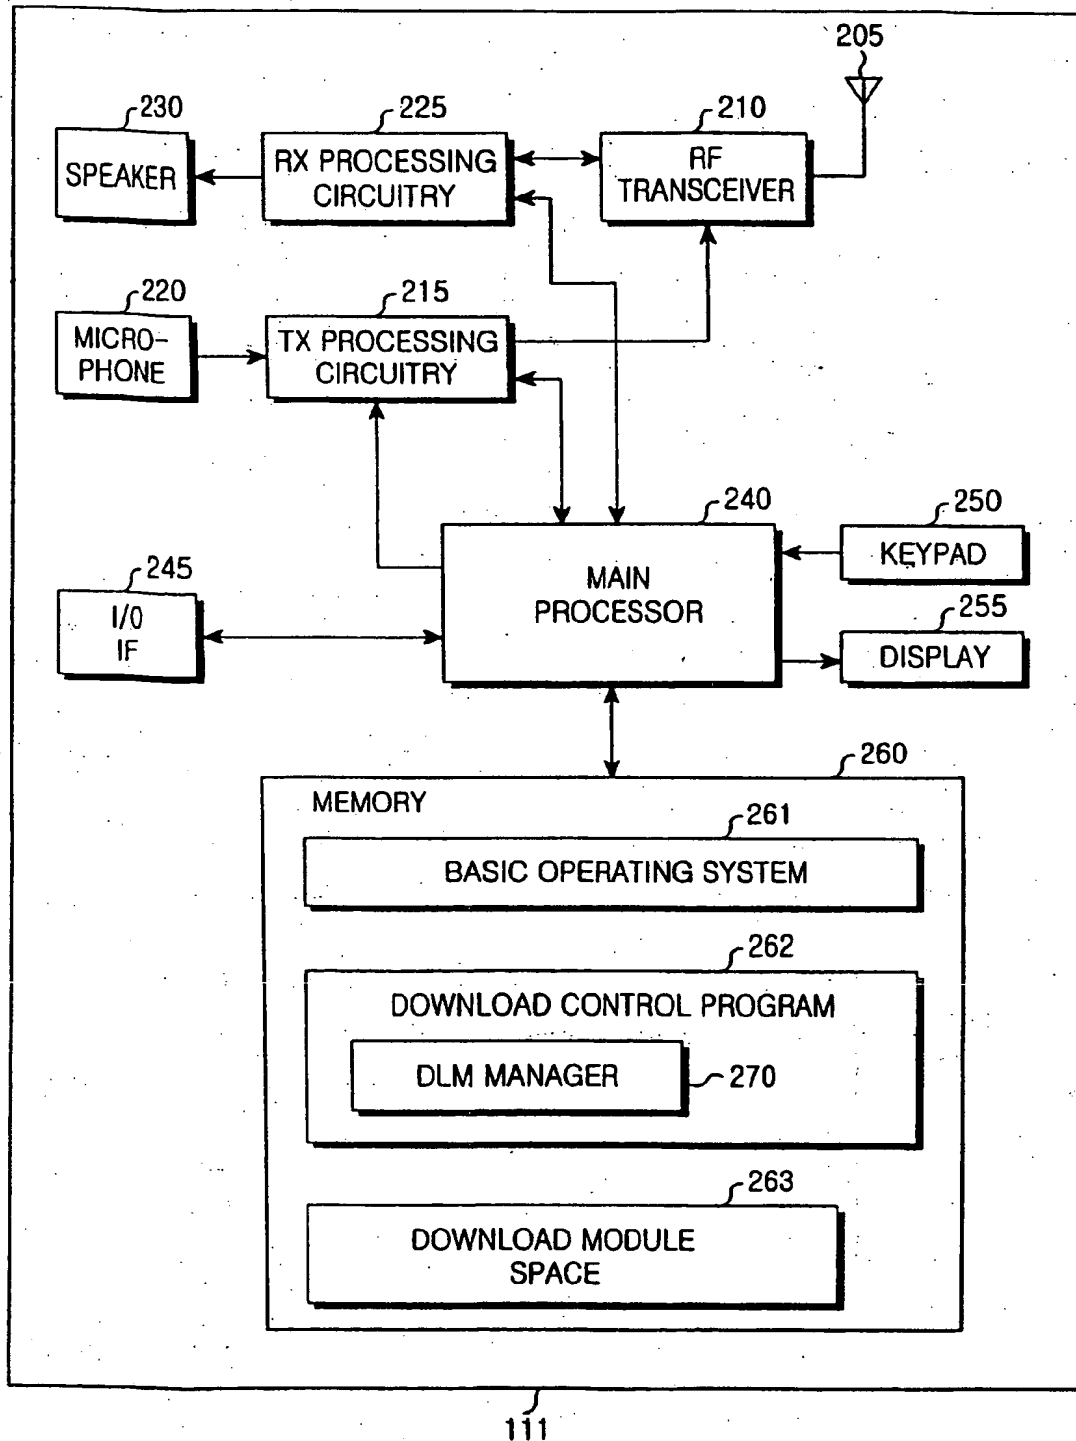 205
230
225
210
SPEAKER
RX PROCESSING
CIRCUITRY
RF
TRANSCEIVER
220
215
MICRO-
PHONE
TX PROCESSING
CIRCUITRY
240
250
MAIN
PROCESSOR
KEYPAD
245
I/O
IF
255
DISPLAY
260
MEMORY
261
BASIC OPERATING SYSTEM
262
DOWNLOAD CONTROL PROGRAM
DLM MANAGER
270
263
DOWNLOAD MODULE
SPACE
111